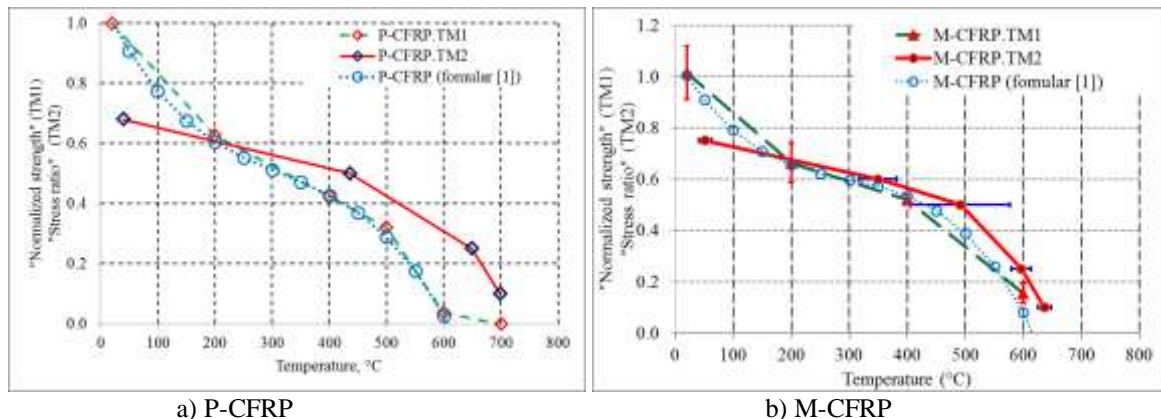 "Normalized strength" (TM1)
"Stress ratio" (TM2)
1.0
0.8
0.6
0.4
0.2
0.0
0 100 200 300 400 500 600 700 800
Temperature, °C
P-CFRP.TM1
P-CFRP.TM2
P-CFRP (fomular [1])
a) P-CFRP
"Normalized strength" (TM1)
"Stress ratio" (TM2)
1.2
1.0
0.8
0.6
0.4
0.2
0.0
0 100 200 300 400 500 600 700 800
Temperature (°C)
M-CFRP.TM1
M-CFRP.TM2
M-CFRP (fomular [1])
b) M-CFRP